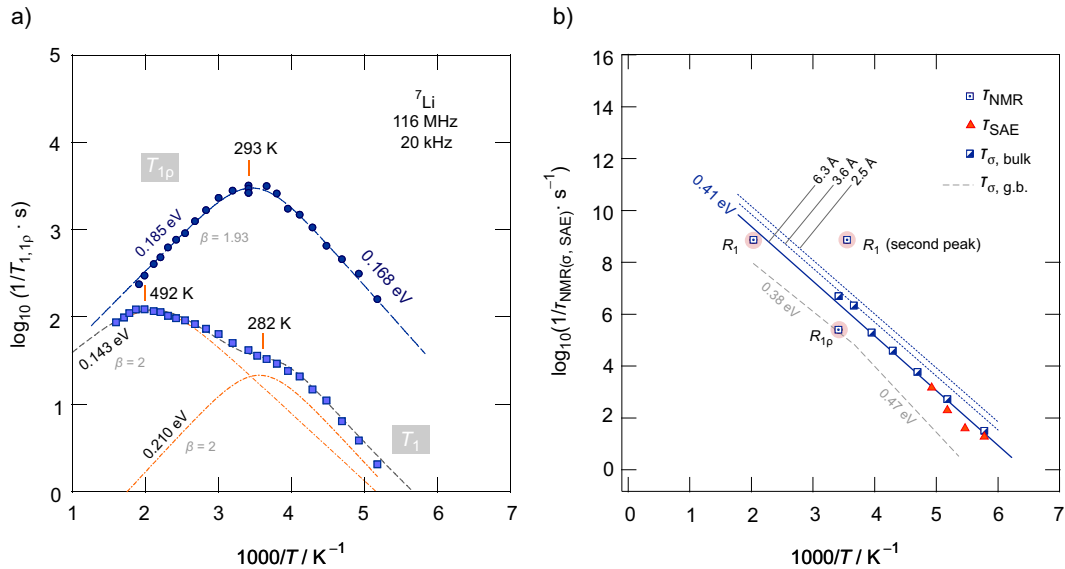 a)
log₁₀ (1/T₁,₁ρ · s)
5
4
3
2
1
0
1
2
3
4
5
6
7
1000/T / K⁻¹
⁷Li
116 MHz
20 kHz
T₁ρ
293 K
0.185 eV
β = 1.93
0.168 eV
492 K
282 K
0.143 eV
β = 2
0.210 eV
β = 2
T₁
b)
log₁₀(1/τNMR(σ, SAE) · s⁻¹)
16
14
12
10
8
6
4
2
0
0
1
2
3
4
5
6
7
1000/T / K⁻¹
τNMR
τSAE
τσ, bulk
τσ, g.b.
6.3 Å
3.6 Å
2.5 Å
0.41 eV
R₁
R₁ (second peak)
0.38 eV
R₁ρ
0.47 eV